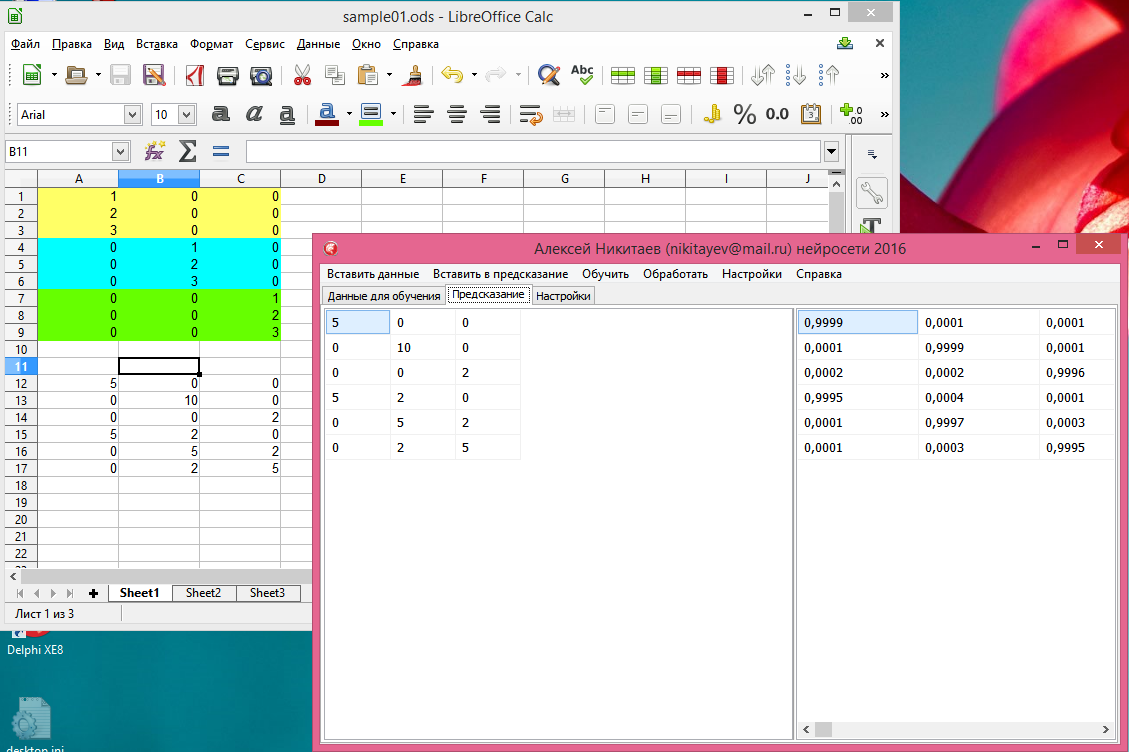 sample01.ods - LibreOffice Calc
Файл Правка Вид Вставка Формат Сервис Данные Окно Справка
Abc
Arial 10 a a a a % 0.0
B11 fx Σ =
A B C D E F G H I J
1 1 0 0
2 2 0 0
3 3 0 0
4 0 1 0
5 0 2 0
6 0 3 0
7 0 0 1
8 0 0 2
9 0 0 3
10
11
12 5 0 0
13 0 10 0
14 0 0 2
15 5 2 0
16 0 5 2
17 0 2 5
18
19
20
21
22
Sheet1 Sheet2 Sheet3
Лист 1 из 3
Алексей Никитаев (nikitayev@mail.ru) нейросети 2016
Вставить данные Вставить в предсказание Обучить Обработать Настройки Справка
Данные для обучения Предсказание Настройки
5 0 0 0,9999 0,0001 0,0001
0 10 0 0,0001 0,9999 0,0001
0 0 2 0,0002 0,0002 0,9996
5 2 0 0,9995 0,0004 0,0001
0 5 2 0,0001 0,9997 0,0003
0 2 5 0,0001 0,0003 0,9995
Delphi XE8
desktop.ini